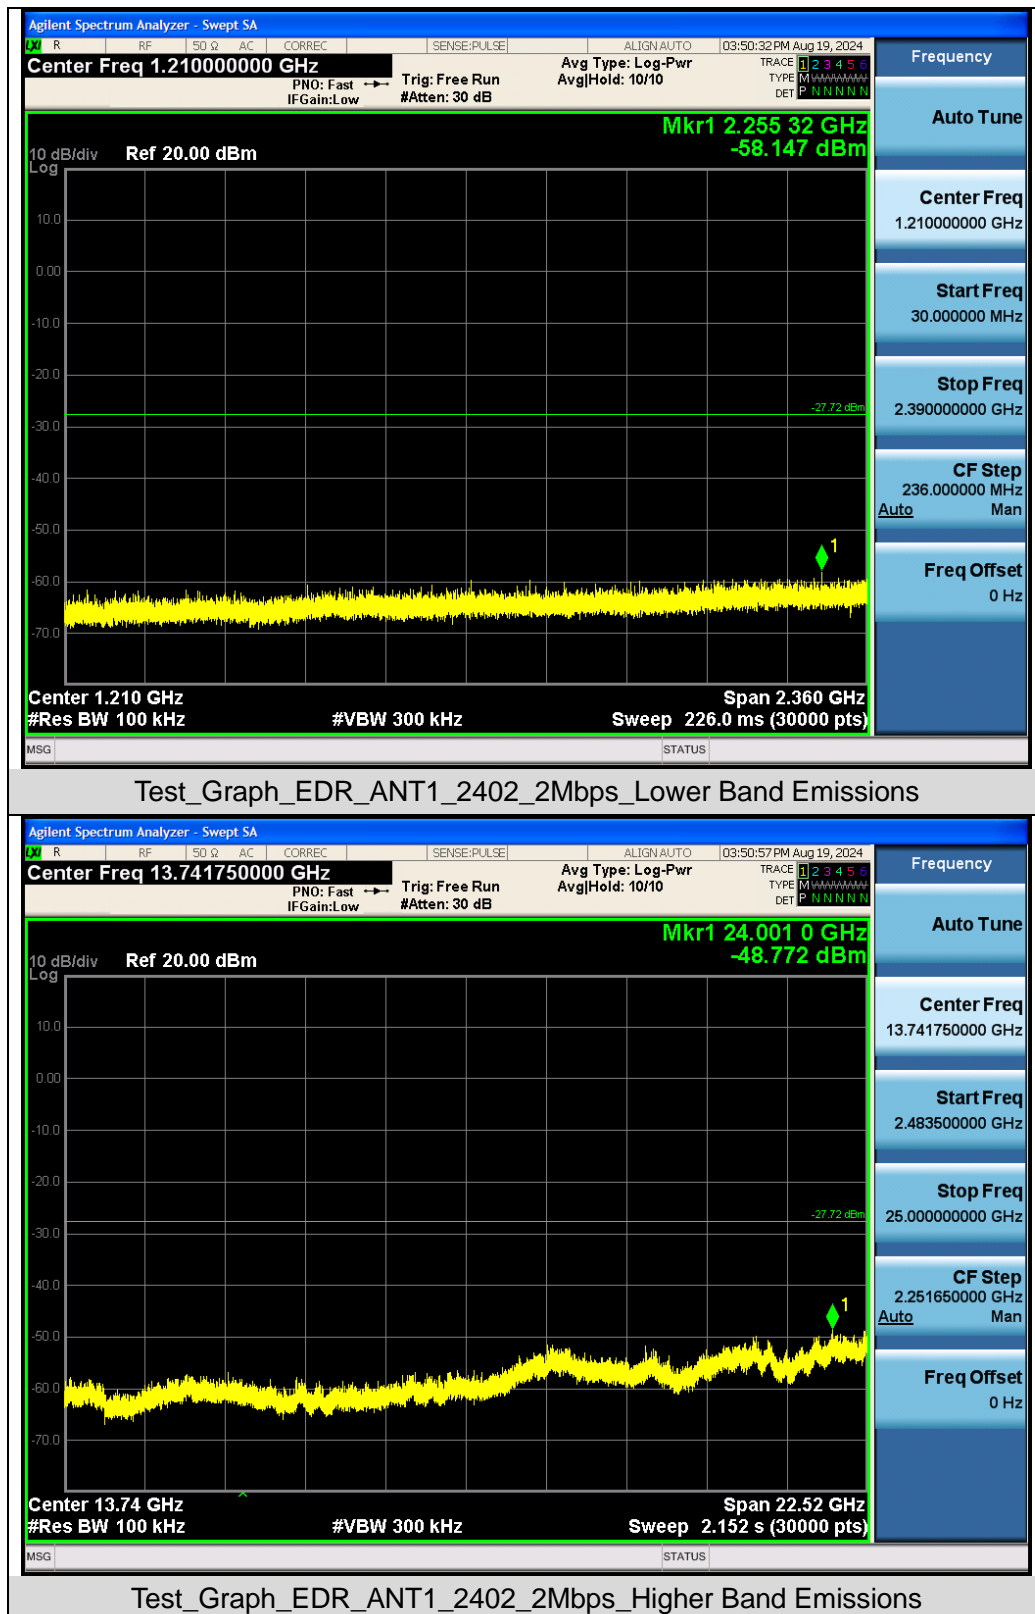 Agilent Spectrum Analyzer - Swept SA
LXI R RF 50 Ω AC CORREC SENSE:PULSE ALIGN AUTO 03:50:32 PM Aug 19, 2024
Center Freq 1.210000000 GHz
PNO: Fast
IFGain:Low
Trig: Free Run
#Atten: 30 dB
Avg Type: Log-Pwr
Avg|Hold: 10/10
TRACE 1 2 3 4 5 6
TYPE M WWWWW
DET P N N N N N
Mkr1 2.255 32 GHz
-58.147 dBm
10 dB/div
Log
Ref 20.00 dBm
10.0
0.00
-10.0
-20.0
-27.72 dBm
-30.0
-40.0
-50.0
1
-60.0
-70.0
Center 1.210 GHz
Span 2.360 GHz
#Res BW 100 kHz
#VBW 300 kHz
Sweep 226.0 ms (30000 pts)
MSG
STATUS
Frequency
Auto Tune
Center Freq
1.210000000 GHz
Start Freq
30.000000 MHz
Stop Freq
2.390000000 GHz
CF Step
236.000000 MHz
Auto Man
Freq Offset
0 Hz
Test_Graph_EDR_ANT1_2402_2Mbps_Lower Band Emissions
Agilent Spectrum Analyzer - Swept SA
LXI R RF 50 Ω AC CORREC SENSE:PULSE ALIGN AUTO 03:50:57 PM Aug 19, 2024
Center Freq 13.741750000 GHz
PNO: Fast
IFGain:Low
Trig: Free Run
#Atten: 30 dB
Avg Type: Log-Pwr
Avg|Hold: 10/10
TRACE 1 2 3 4 5 6
TYPE M WWWWW
DET P N N N N N
Mkr1 24.001 0 GHz
-48.772 dBm
10 dB/div
Log
Ref 20.00 dBm
10.0
0.00
-10.0
-20.0
-27.72 dBm
-30.0
-40.0
1
-50.0
-60.0
-70.0
Center 13.74 GHz
Span 22.52 GHz
#Res BW 100 kHz
#VBW 300 kHz
Sweep 2.152 s (30000 pts)
MSG
STATUS
Frequency
Auto Tune
Center Freq
13.741750000 GHz
Start Freq
2.483500000 GHz
Stop Freq
25.000000000 GHz
CF Step
2.251650000 GHz
Auto Man
Freq Offset
0 Hz
Test_Graph_EDR_ANT1_2402_2Mbps_Higher Band Emissions